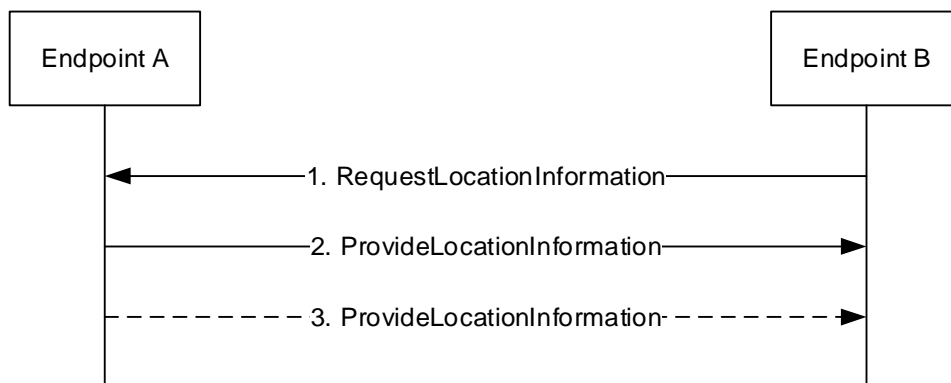 Endpoint A
Endpoint B
1. RequestLocationInformation
2. ProvideLocationInformation
3. ProvideLocationInformation